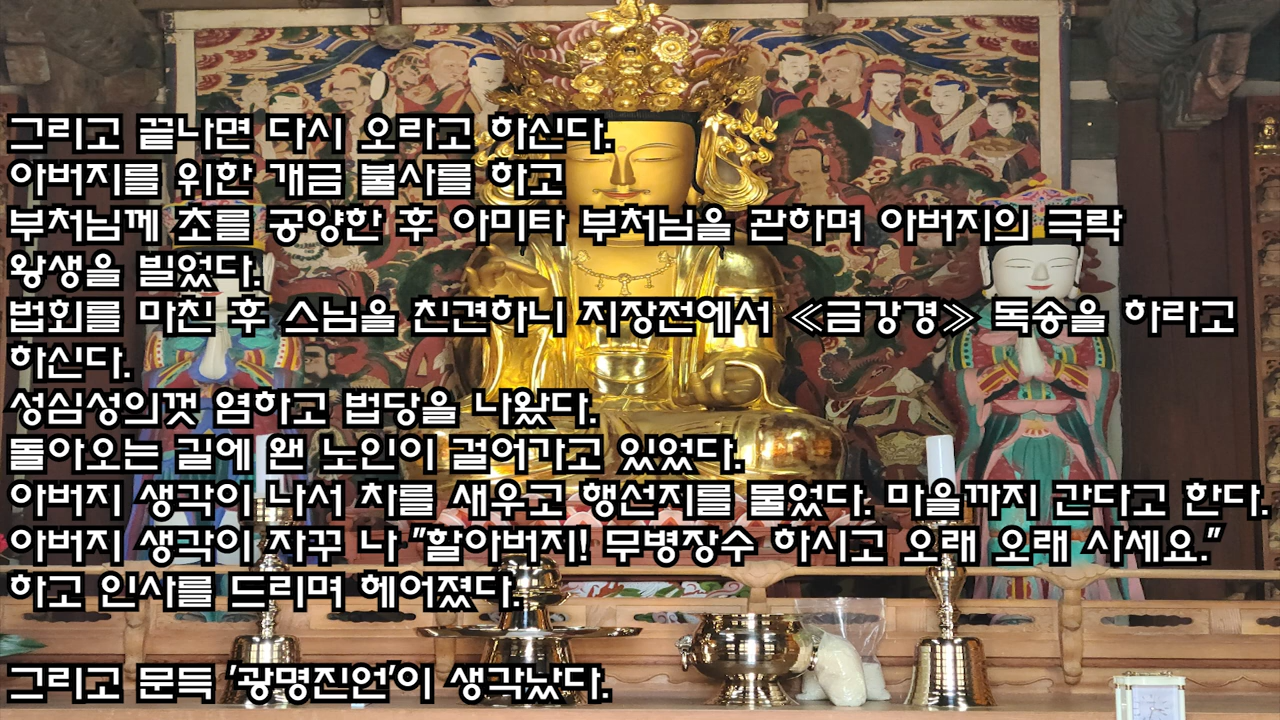 그리고 끝나면 다시 오라고 하신다.
아버지를 위한 개금 불사를 하고
부처님께 초를 공양한 후 아미타 부처님을 관하며 아버지의 극락
왕생을 빌었다.
법회를 마친 후 스님을 친견하니 지장전에서 ≪금강경≫ 독송을 하라고
하신다.
성심성의껏 염하고 법당을 나왔다.
돌아오는 길에 왠 노인이 걸어가고 있었다.
아버지 생각이 나서 차를 새우고 행선지를 물었다. 마을까지 간다고 한다.
아버지 생각이 자꾸 나 "할아버지! 무병장수 하시고 오래 오래 사세요."
하고 인사를 드리며 헤어졌다.
그리고 문득 '광명진언'이 생각났다.